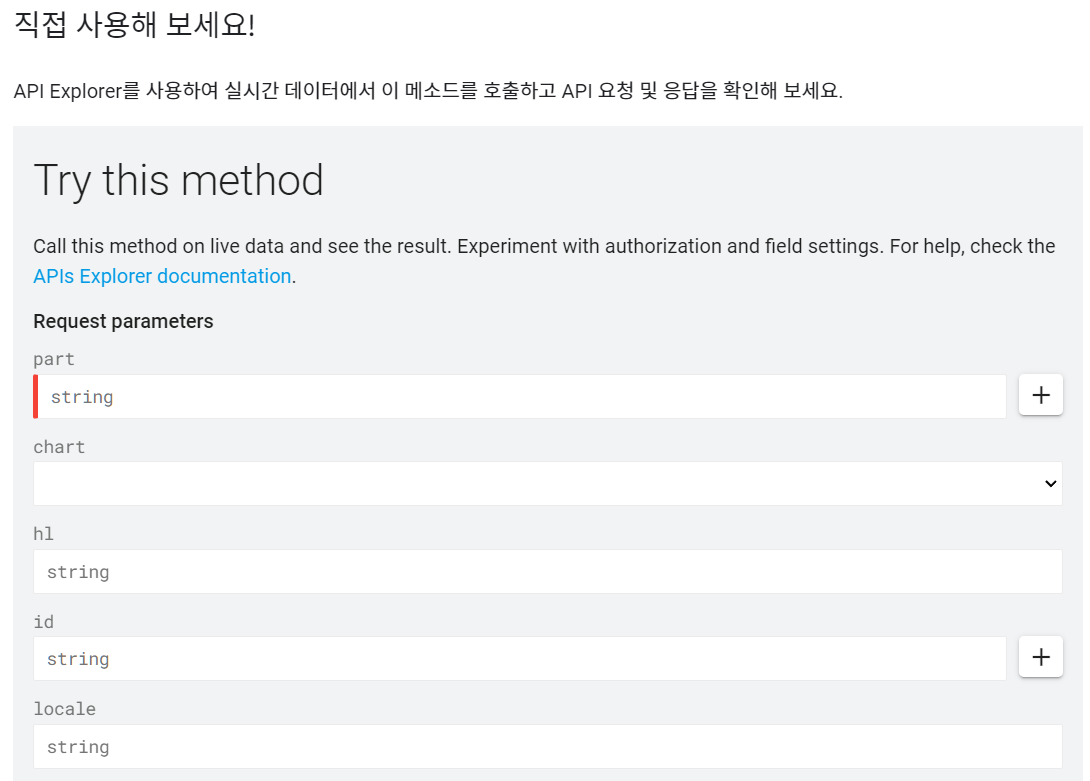 직접 사용해 보세요!
API Explorer를 사용하여 실시간 데이터에서 이 메소드를 호출하고 API 요청 및 응답을 확인해 보세요.
Try this method
Call this method on live data and see the result. Experiment with authorization and field settings. For help, check the
APIs Explorer documentation.
Request parameters
part
string
+
chart
hl
string
id
string
+
locale
string